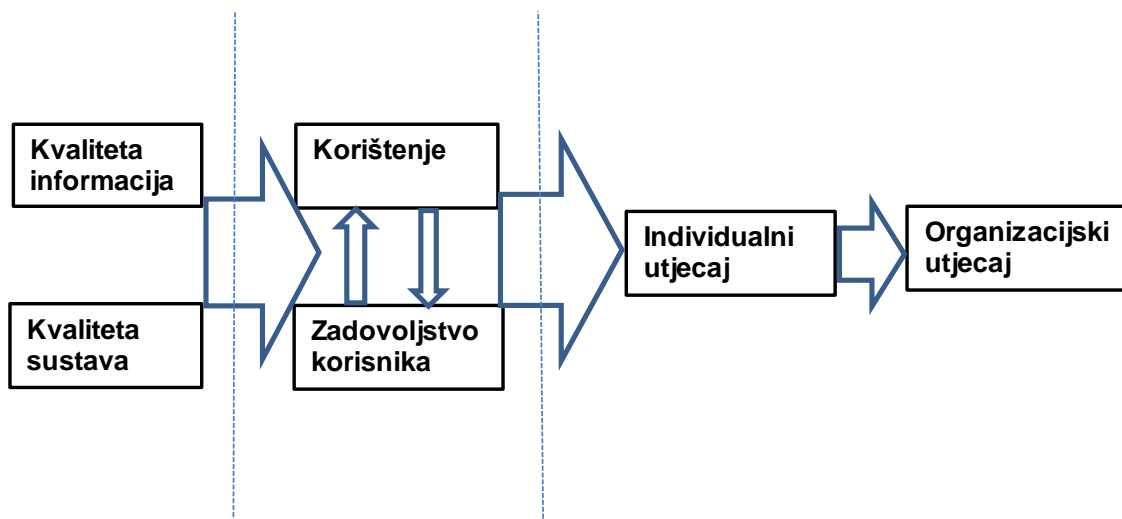 Kvaliteta
informacija
Kvaliteta
sustava
Korištenje
Zadovoljstvo
korisnika
Individualni
utjecaj
Organizacijski
utjecaj